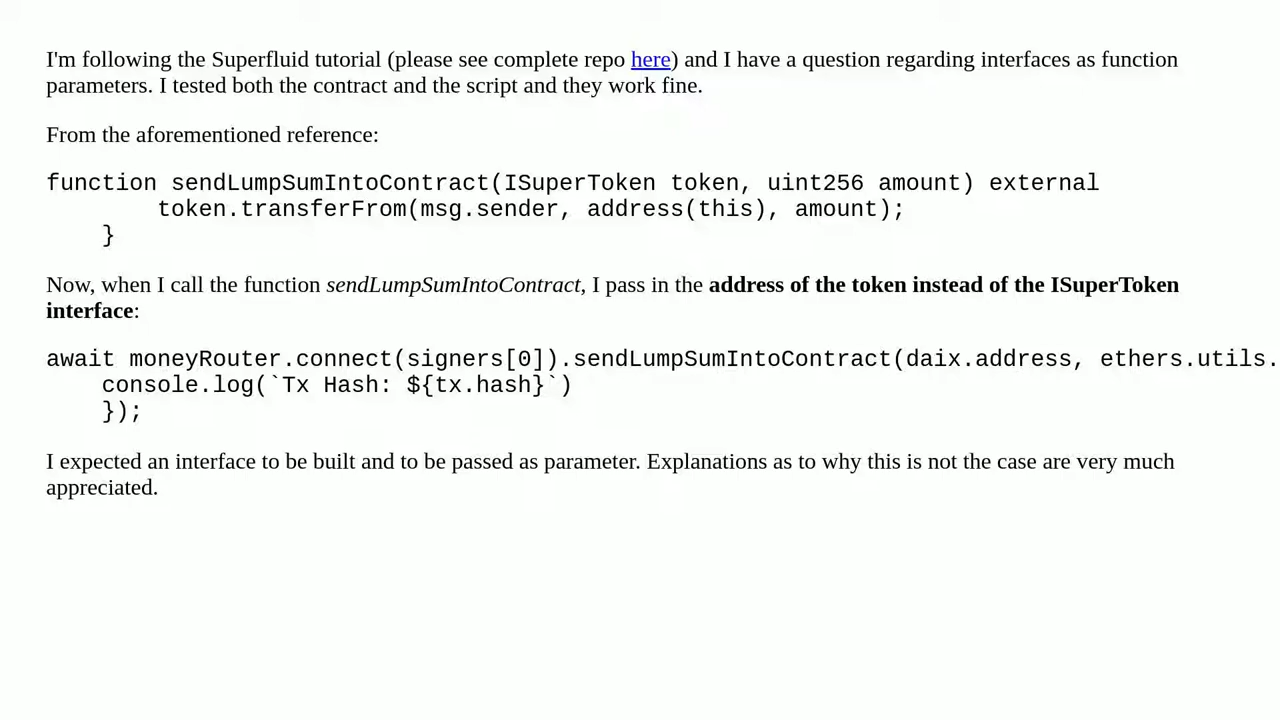 I'm following the Superfluid tutorial (please see complete repo here) and I have a question regarding interfaces as function
parameters. I tested both the contract and the script and they work fine.
From the aforementioned reference:
function sendLumpSumIntoContract(ISuperToken token, uint256 amount) external
        token.transferFrom(msg.sender, address(this), amount);
    }
Now, when I call the function sendLumpSumIntoContract, I pass in the address of the token instead of the ISuperToken
interface:
await moneyRouter.connect(signers[0]).sendLumpSumIntoContract(daix.address, ethers.utils.
    console.log(`Tx Hash: ${tx.hash}`)
    });
I expected an interface to be built and to be passed as parameter. Explanations as to why this is not the case are very much
appreciated.